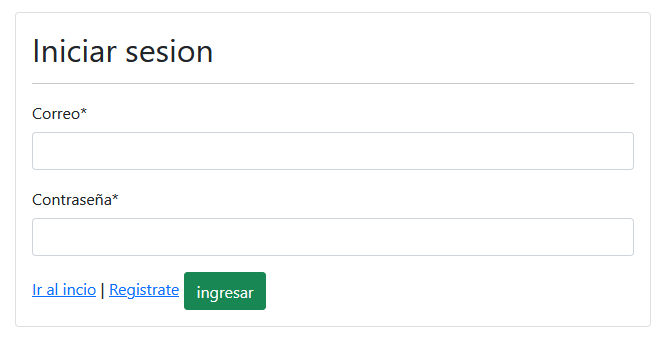 Iniciar sesion
Correo*
Contraseña*
Ir al incio | Registrate ingresar